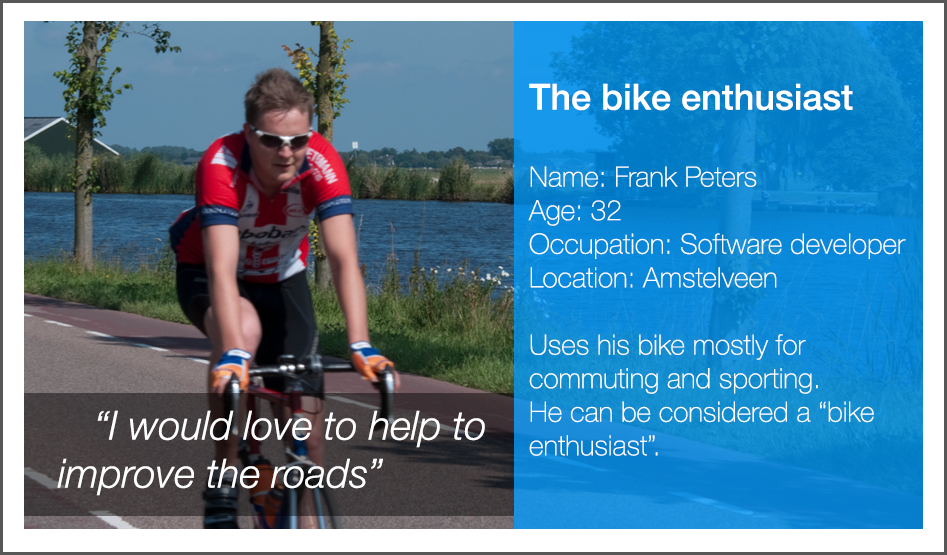 The bike enthusiast
Name: Frank Peters
Age: 32
Occupation: Software developer
Location: Amstelveen
Uses his bike mostly for
commuting and sporting.
He can be considered a “bike
enthusiast”.
“I would love to help to
improve the roads”